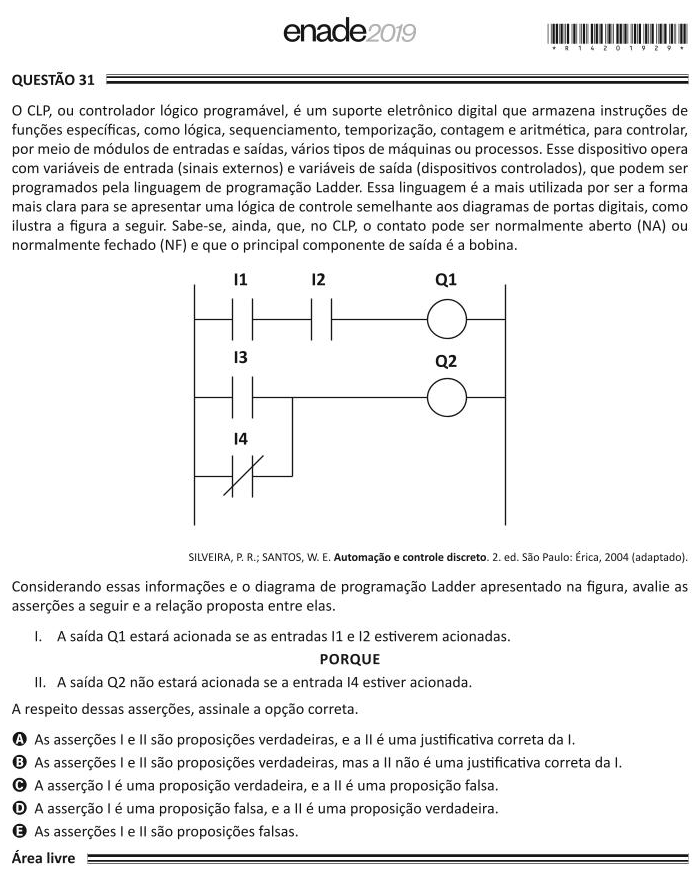 enade2019
*R1420192９*
QUESTÃO 31
O CLP, ou controlador lógico programável, é um suporte eletrônico digital que armazena instruções de
funções específicas, como lógica, sequenciamento, temporização, contagem e aritmética, para controlar,
por meio de módulos de entradas e saídas, vários tipos de máquinas ou processos. Esse dispositivo opera
com variáveis de entrada (sinais externos) e variáveis de saída (dispositivos controlados), que podem ser
programados pela linguagem de programação Ladder. Essa linguagem é a mais utilizada por ser a forma
mais clara para se apresentar uma lógica de controle semelhante aos diagramas de portas digitais, como
ilustra a figura a seguir. Sabe-se, ainda, que, no CLP, o contato pode ser normalmente aberto (NA) ou
normalmente fechado (NF) e que o principal componente de saída é a bobina.
I1 I2 Q1
I3 Q2
I4
SILVEIRA, P. R.; SANTOS, W. E. Automação e controle discreto. 2. ed. São Paulo: Érica, 2004 (adaptado).
Considerando essas informações e o diagrama de programação Ladder apresentado na figura, avalie as
asserções a seguir e a relação proposta entre elas.
I. A saída Q1 estará acionada se as entradas I1 e I2 estiverem acionadas.
PORQUE
II. A saída Q2 não estará acionada se a entrada I4 estiver acionada.
A respeito dessas asserções, assinale a opção correta.
A As asserções I e II são proposições verdadeiras, e a II é uma justificativa correta da I.
B As asserções I e II são proposições verdadeiras, mas a II não é uma justificativa correta da I.
C A asserção I é uma proposição verdadeira, e a II é uma proposição falsa.
D A asserção I é uma proposição falsa, e a II é uma proposição verdadeira.
E As asserções I e II são proposições falsas.
Área livre